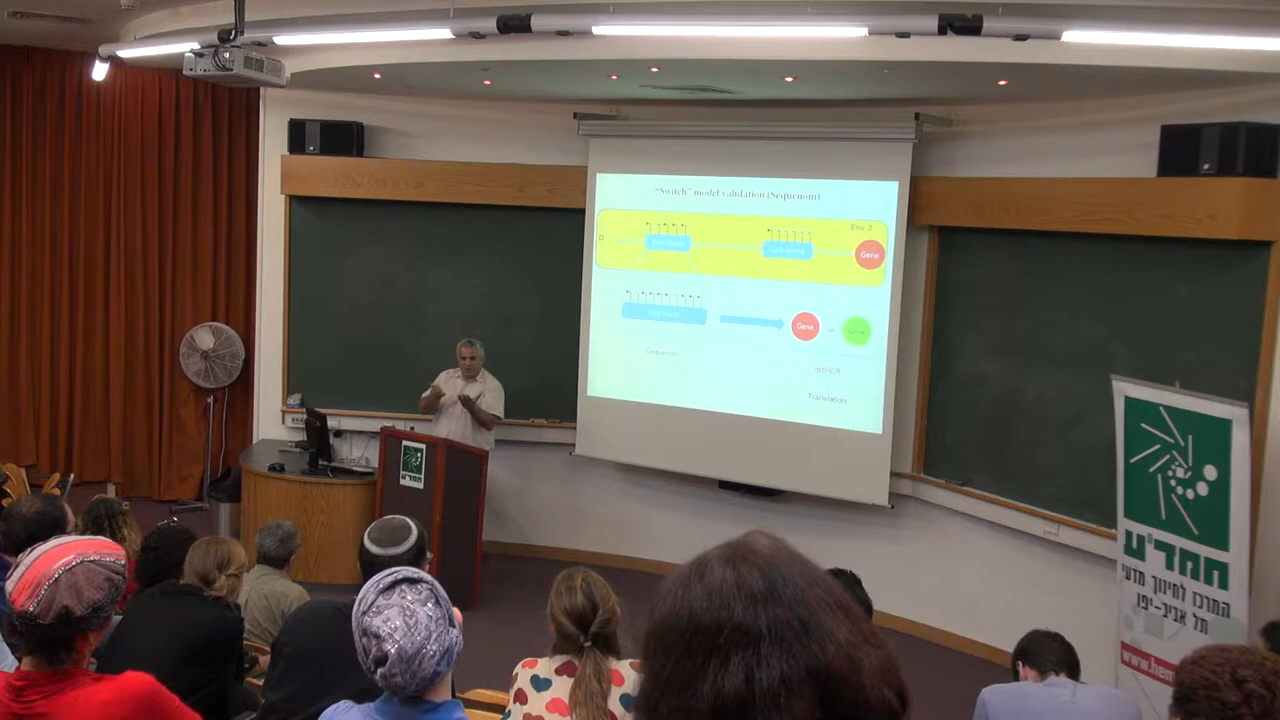 "Switch" model validation (Sequenom)
Env 3
D
Gene
Gene
or
Gene
Sequenom
qrtPCR
Translation
חמד"ע
המרכז לחינוך מדעי
תל אביב-יפו
www.hem